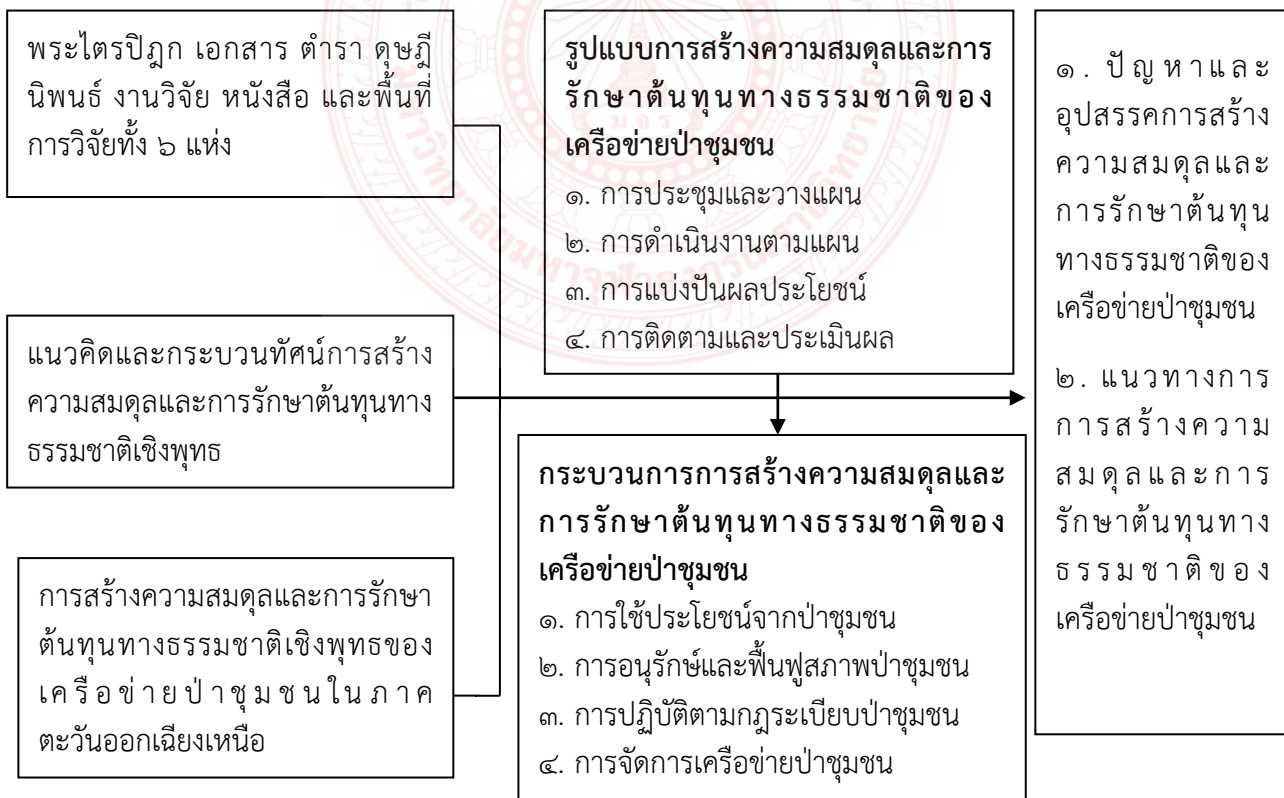 พระไตรปิฎก เอกสาร ตำรา ดุษฎี
นิพนธ์ งานวิจัย หนังสือ และพื้นที่
การวิจัยทั้ง ๖ แห่ง
แนวคิดและกระบวนทัศน์การสร้าง
ความสมดุลและการรักษาต้นทุนทาง
ธรรมชาติเชิงพุทธ
การสร้างความสมดุลและการรักษา
ต้นทุนทางธรรมชาติเชิงพุทธของ
เครือข่ายป่าชุมชนในภาค
ตะวันออกเฉียงเหนือ
รูปแบบการสร้างความสมดุลและการ
รักษาต้นทุนทางธรรมชาติของ
เครือข่ายป่าชุมชน
๑. การประชุมและวางแผน
๒. การดำเนินงานตามแผน
๓. การแบ่งปันผลประโยชน์
๔. การติดตามและประเมินผล
กระบวนการการสร้างความสมดุลและ
การรักษาต้นทุนทางธรรมชาติของ
เครือข่ายป่าชุมชน
๑. การใช้ประโยชน์จากป่าชุมชน
๒. การอนุรักษ์และฟื้นฟูสภาพป่าชุมชน
๓. การปฏิบัติตามกฎระเบียบป่าชุมชน
๔. การจัดการเครือข่ายป่าชุมชน
๑. ปัญหาและ
อุปสรรคการสร้าง
ความสมดุลและ
การรักษาต้นทุน
ทางธรรมชาติของ
เครือข่ายป่าชุมชน
๒. แนวทางการ
การสร้างความ
สมดุลและการ
รักษาต้นทุนทาง
ธรรมชาติของ
เครือข่ายป่าชุมชน